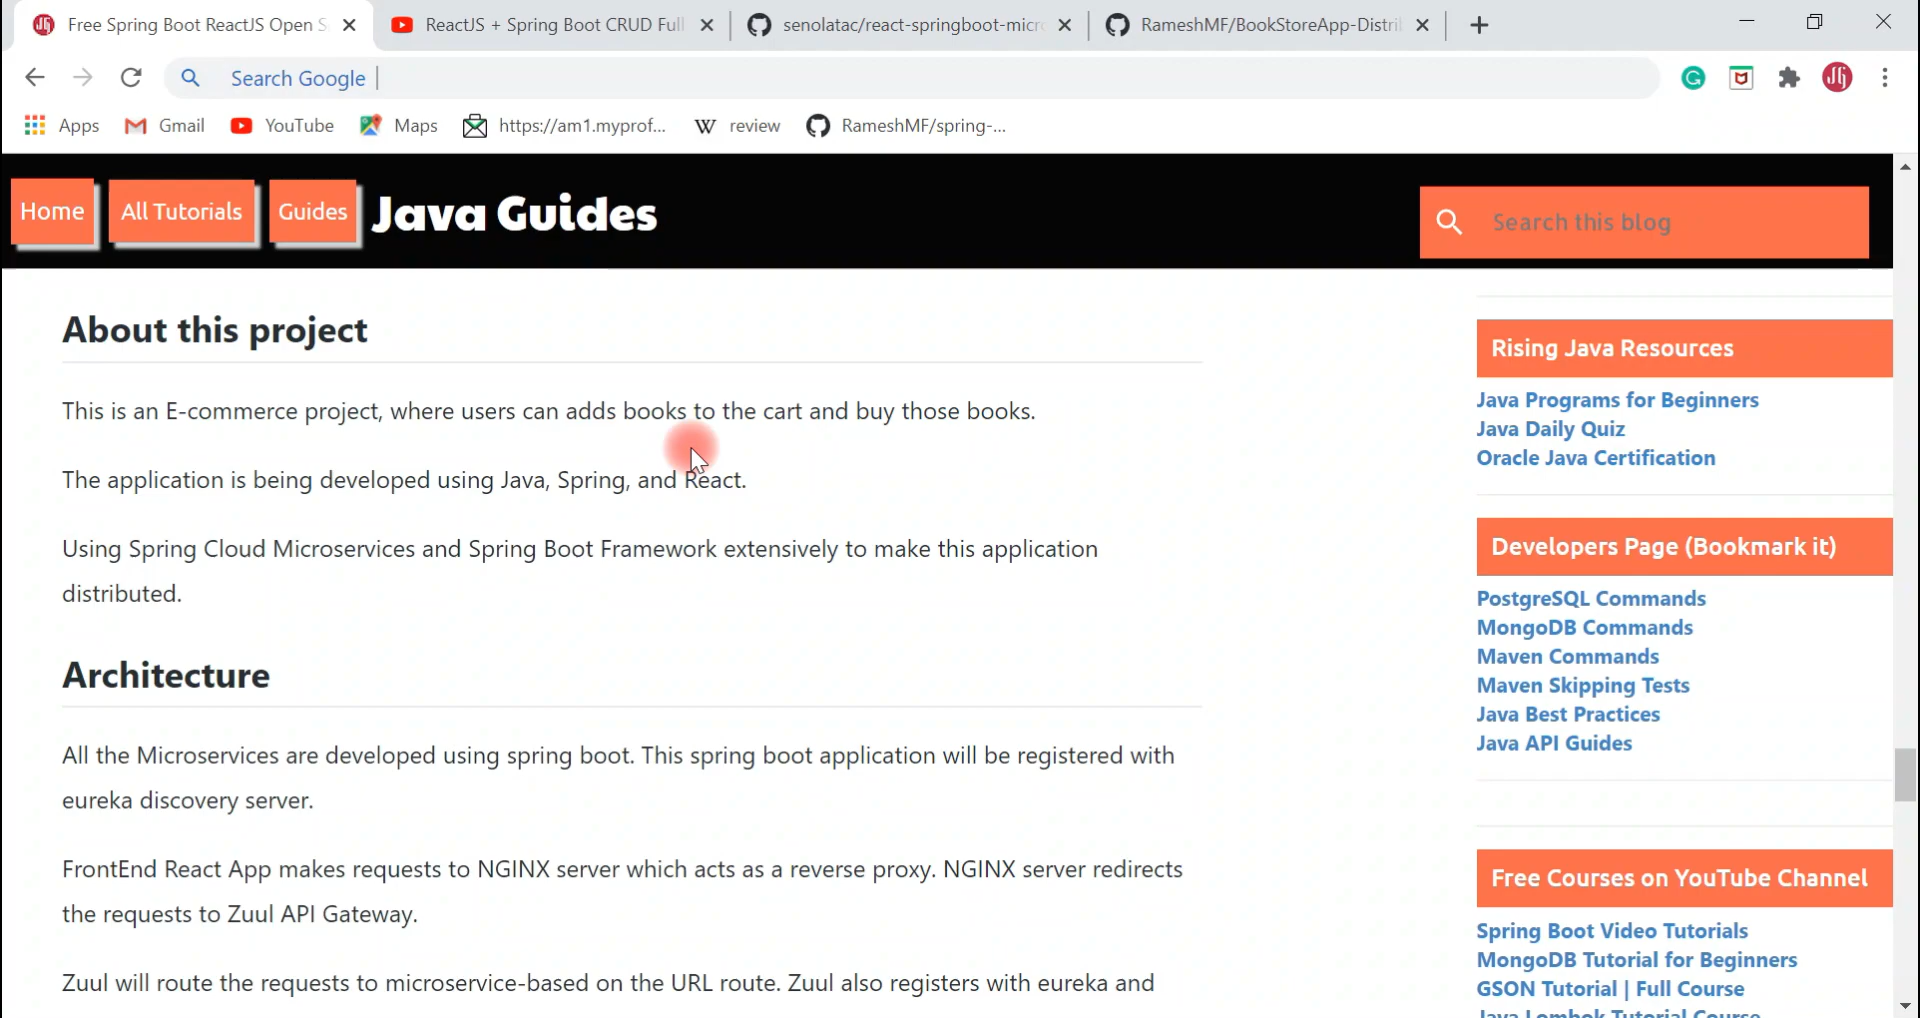 Free Spring Boot ReactJS Open S
ReactJS + Spring Boot CRUD Full
senolatac/react-springboot-micro
RameshMF/BookStoreApp-Distri
Search Google
Apps
Gmail
YouTube
Maps
https://am1.myprof...
W review
RameshMF/spring-...
Home
All Tutorials
Guides
Java Guides
Search this blog
About this project
This is an E-commerce project, where users can adds books to the cart and buy those books.
The application is being developed using Java, Spring, and React.
Using Spring Cloud Microservices and Spring Boot Framework extensively to make this application
distributed.
Architecture
All the Microservices are developed using spring boot. This spring boot application will be registered with
eureka discovery server.
FrontEnd React App makes requests to NGINX server which acts as a reverse proxy. NGINX server redirects
the requests to Zuul API Gateway.
Zuul will route the requests to microservice-based on the URL route. Zuul also registers with eureka and
Rising Java Resources
Java Programs for Beginners
Java Daily Quiz
Oracle Java Certification
Developers Page (Bookmark it)
PostgreSQL Commands
MongoDB Commands
Maven Commands
Maven Skipping Tests
Java Best Practices
Java API Guides
Free Courses on YouTube Channel
Spring Boot Video Tutorials
MongoDB Tutorial for Beginners
GSON Tutorial | Full Course
Java Lombok Tutorial Course